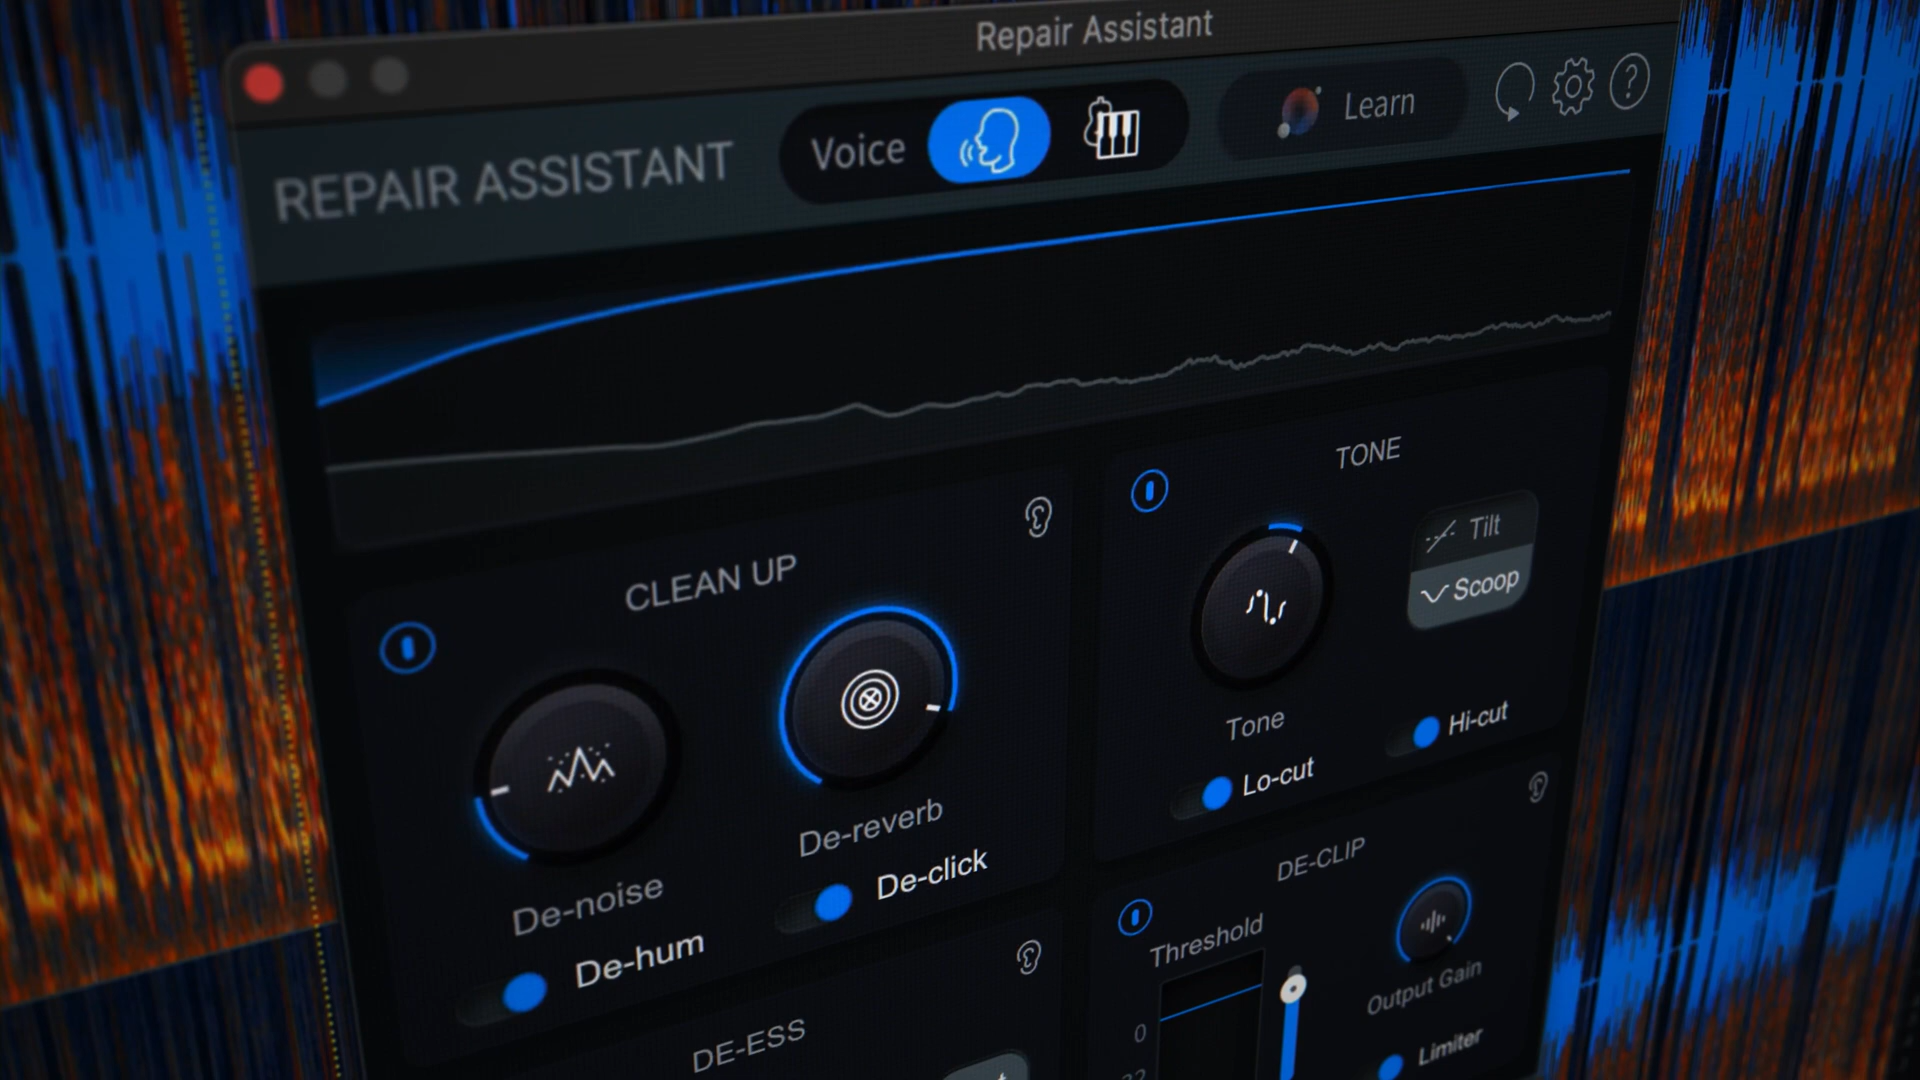 Repair Assistant
REPAIR ASSISTANT
Voice
Learn
CLEAN UP
De-noise
De-reverb
De-hum
De-click
TONE
Tilt
Scoop
Tone
Lo-cut
Hi-cut
DE-ESS
DE-CLIP
Threshold
0
Output Gain
Limiter